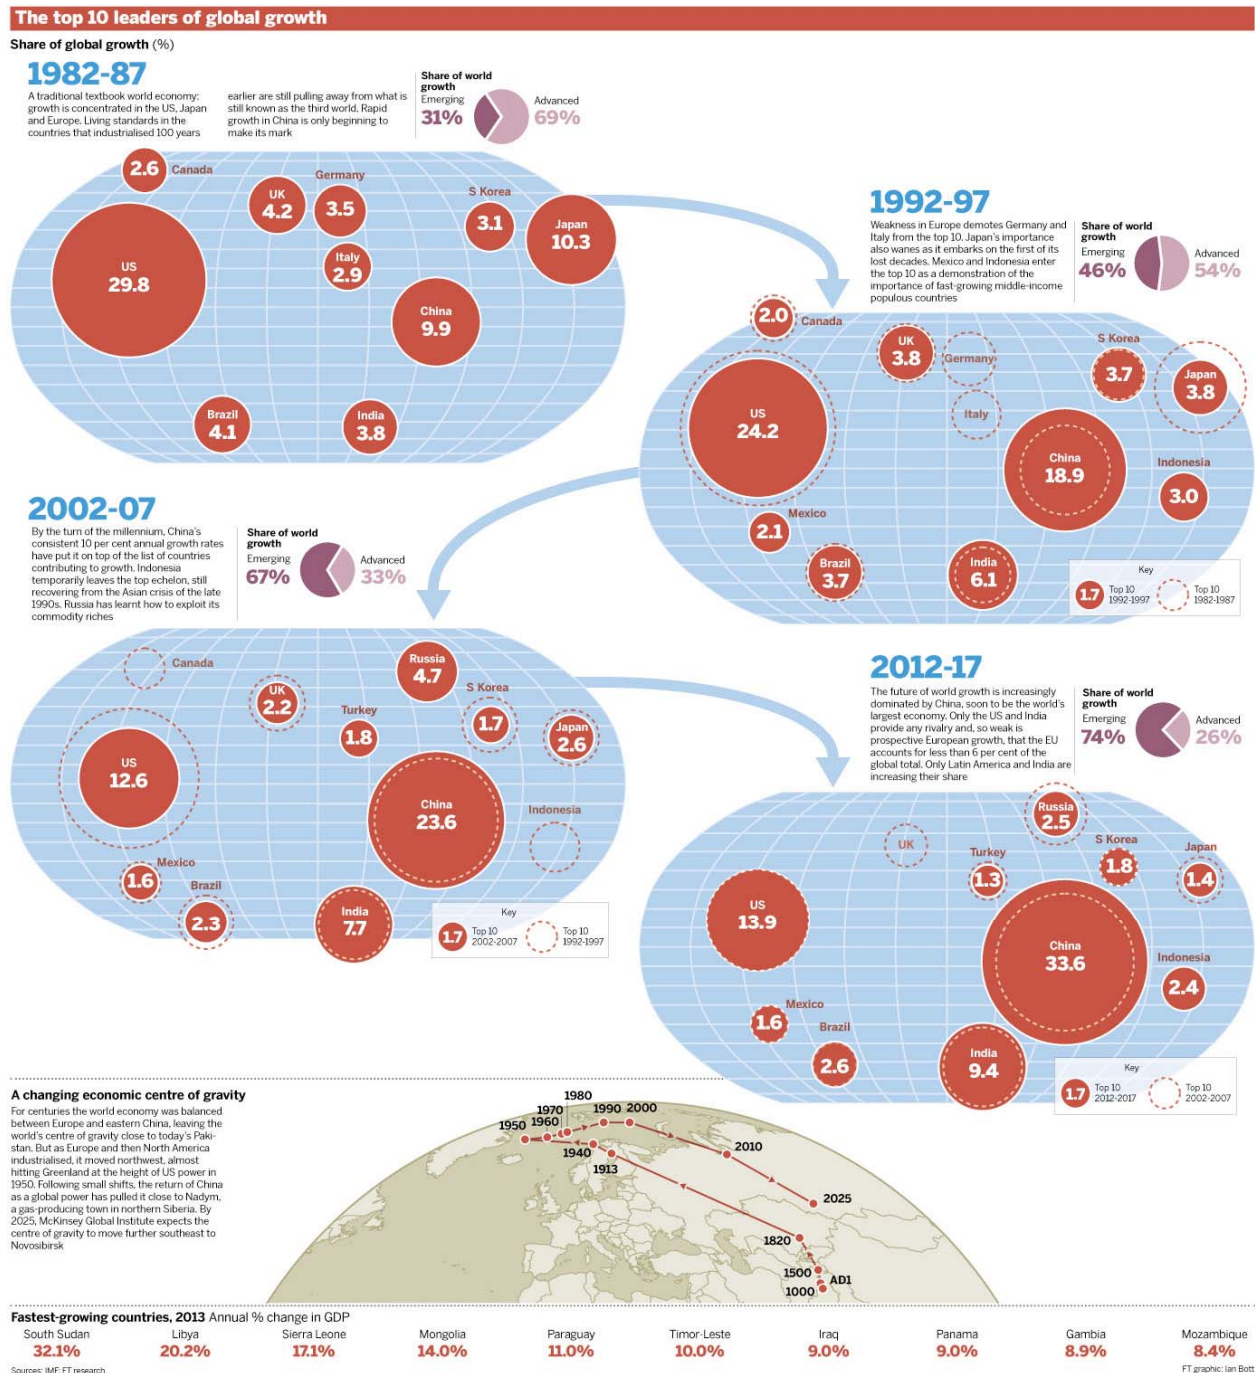 The top 10 leaders of global growth
Share of global growth (%)
1982-87
A traditional textbook world economy:
growth is concentrated in the US, Japan
and Europe. Living standards in the
countries that industrialised 100 years
earlier are still pulling away from what is
still known as the third world. Rapid
growth in China is only beginning to
make its mark
Share of world
growth
Emerging
31%
Advanced
69%
2.6
Canada
UK
4.2
Germany
3.5
S Korea
3.1
Japan
10.3
US
29.8
Italy
2.9
China
9.9
Brazil
4.1
India
3.8
1992-97
Weakness in Europe demotes Germany and
Italy from the top 10. Japan's importance
also wanes as it embarks on the first of its
lost decades. Mexico and Indonesia enter
the top 10 as a demonstration of the
importance of fast-growing middle-income
populous countries
Share of world
growth
Emerging
46%
Advanced
54%
2.0
Canada
UK
3.8
Germany
S Korea
3.7
Japan
3.8
US
24.2
Italy
China
18.9
Indonesia
3.0
Mexico
2.1
Brazil
3.7
India
6.1
Key
1.7
Top 10
1992-1997
Top 10
1982-1987
2002-07
By the turn of the millennium, China's
consistent 10 per cent annual growth rates
have put it on top of the list of countries
contributing to growth. Indonesia
temporarily leaves the top echelon, still
recovering from the Asian crisis of the late
1990s. Russia has learnt how to exploit its
commodity riches
Share of world
growth
Emerging
67%
Advanced
33%
Canada
Russia
4.7
UK
2.2
Turkey
1.8
S Korea
1.7
Japan
2.6
US
12.6
China
23.6
Indonesia
Mexico
1.6
Brazil
2.3
India
7.7
Key
1.7
Top 10
2002-2007
Top 10
1992-1997
2012-17
The future of world growth is increasingly
dominated by China, soon to be the world's
largest economy. Only the US and India
provide any rivalry and, so weak is
prospective European growth, that the EU
accounts for less than 6 per cent of the
global total. Only Latin America and India are
increasing their share
Share of world
growth
Emerging
74%
Advanced
26%
Russia
2.5
UK
Turkey
1.3
S Korea
1.8
Japan
1.4
US
13.9
China
33.6
Indonesia
2.4
Mexico
1.6
Brazil
2.6
India
9.4
Key
1.7
Top 10
2012-2017
Top 10
2002-2007
A changing economic centre of gravity
For centuries the world economy was balanced
between Europe and eastern China, leaving the
world's centre of gravity close to today's Paki-
stan. But as Europe and then North America
industrialised, it moved northwest, almost
hitting Greenland at the height of US power in
1950. Following small shifts, the return of China
as a global power has pulled it close to Nadym,
a gas-producing town in northern Siberia. By
2025, McKinsey Global Institute expects the
centre of gravity to move further southeast to
Novosibirsk
1980
1970
1990
2000
1950
1960
1940
1913
2010
2025
1820
1500
AD1
1000
Fastest-growing countries, 2013 Annual % change in GDP
South Sudan
32.1%
Libya
20.2%
Sierra Leone
17.1%
Mongolia
14.0%
Paraguay
11.0%
Timor-Leste
10.0%
Iraq
9.0%
Panama
9.0%
Gambia
8.9%
Mozambique
8.4%
Sources: IMF; FT research
FT graphic: Ian Bott